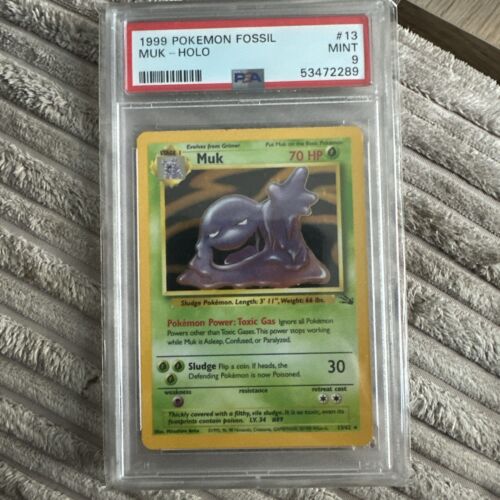 1999 POKEMON FOSSIL #13
MUK - HOLO MINT
9
PSA 53472289
Evolves from Grimer Put Muk on the Basic Pokémon
STAGE 1
Muk 70 HP
Sludge Pokémon. Length: 3' 11", Weight: 66 lbs.
Pokémon Power: Toxic Gas Ignore all Pokémon
Powers other than Toxic Gases. This power stops working
while Muk is Asleep, Confused, or Paralyzed.
Sludge Flip a coin. If heads, the
Defending Pokémon is now Poisoned. 30
weakness resistance retreat cost
Thickly covered with a filthy, vile sludge. It is so toxic, even its
footprints contain poison. LV. 34 #89
13/62